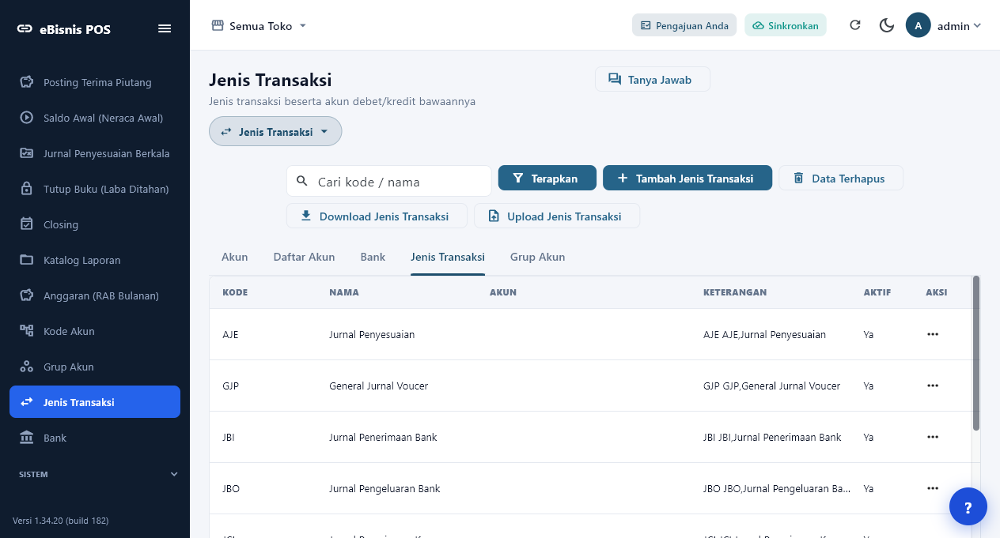 eBisnis POS
Semua Toko
Pengajuan Anda
Sinkronkan
A
admin
Posting Terima Piutang
Saldo Awal (Neraca Awal)
Jurnal Penyesuaian Berkala
Tutup Buku (Laba Ditahan)
Closing
Katalog Laporan
Anggaran (RAB Bulanan)
Kode Akun
Grup Akun
Jenis Transaksi
Bank
SISTEM
Versi 1.34.20 (build 182)
Jenis Transaksi
Jenis transaksi beserta akun debet/kredit bawaannya
Tanya Jawab
Jenis Transaksi
Cari kode / nama
Terapkan
Tambah Jenis Transaksi
Data Terhapus
Download Jenis Transaksi
Upload Jenis Transaksi
Akun Daftar Akun Bank Jenis Transaksi Grup Akun
KODE NAMA AKUN KETERANGAN AKTIF AKSI
AJE Jurnal Penyesuaian AJE AJE,Jurnal Penyesuaian Ya
GJP General Jurnal Voucer GJP GJP,General Jurnal Voucer Ya
JBI Jurnal Penerimaan Bank JBI JBI,Jurnal Penerimaan Bank Ya
JBO Jurnal Pengeluaran Bank JBO JBO,Jurnal Pengeluaran Ba... Ya
?